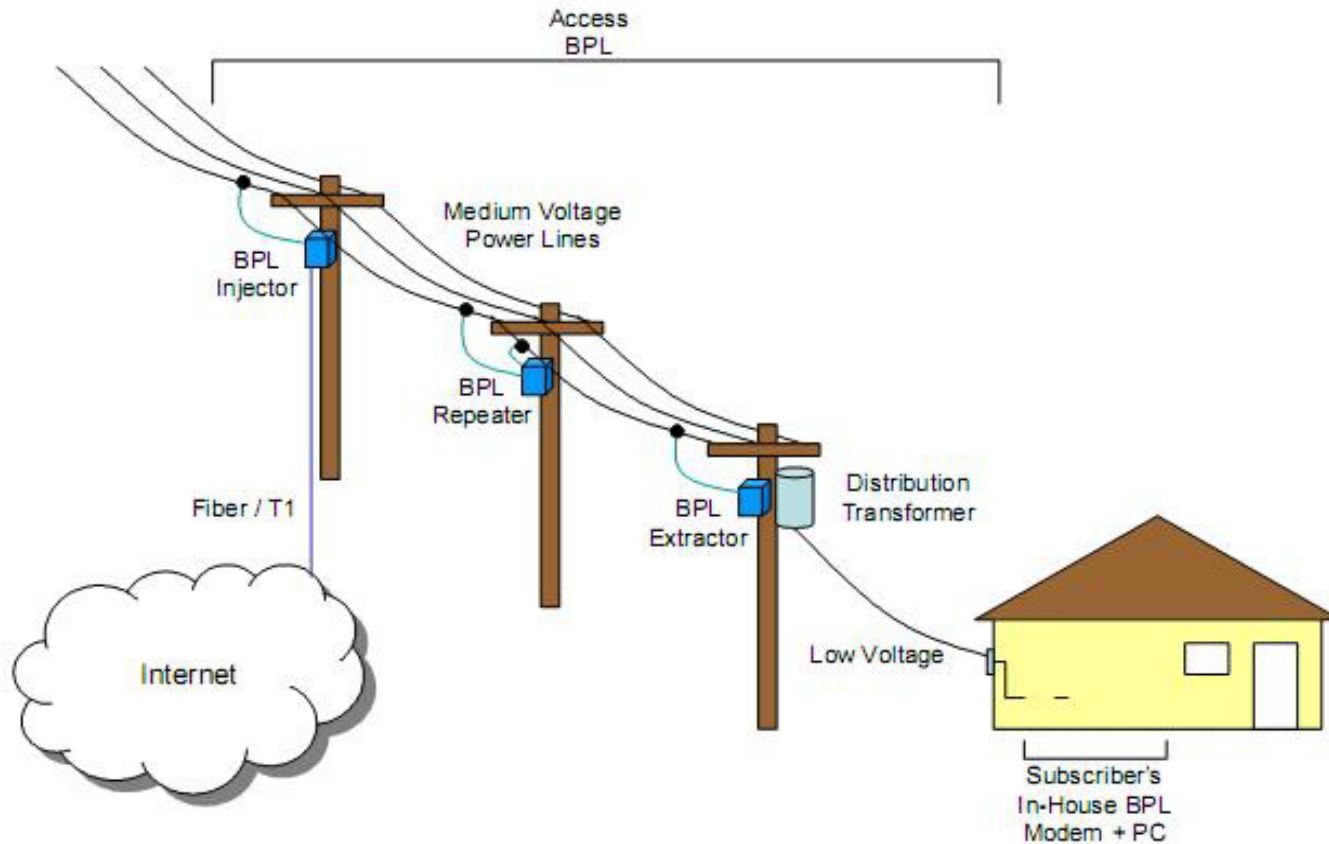 Access
BPL
Medium Voltage
Power Lines
BPL
Injector
BPL
Repeater
Fiber / T1
BPL
Extractor
Distribution
Transformer
Internet
Low Voltage
Subscriber's
In-House BPL
Modem + PC